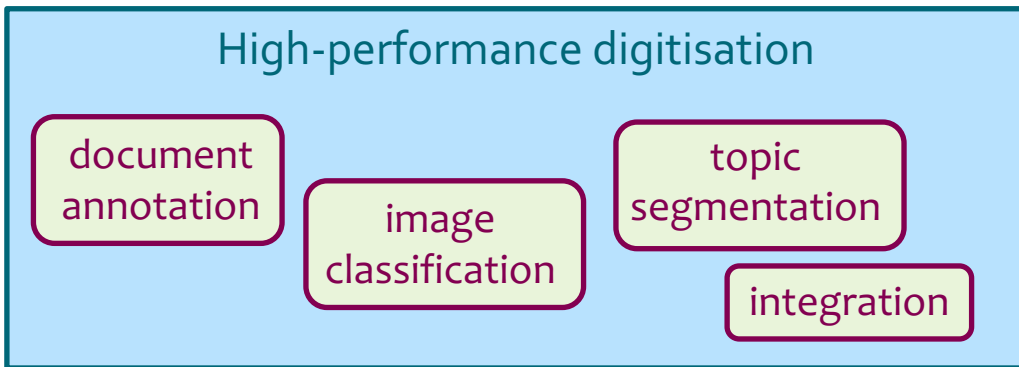 High-performance digitisation
document
annotation
image
classification
topic
segmentation
integration